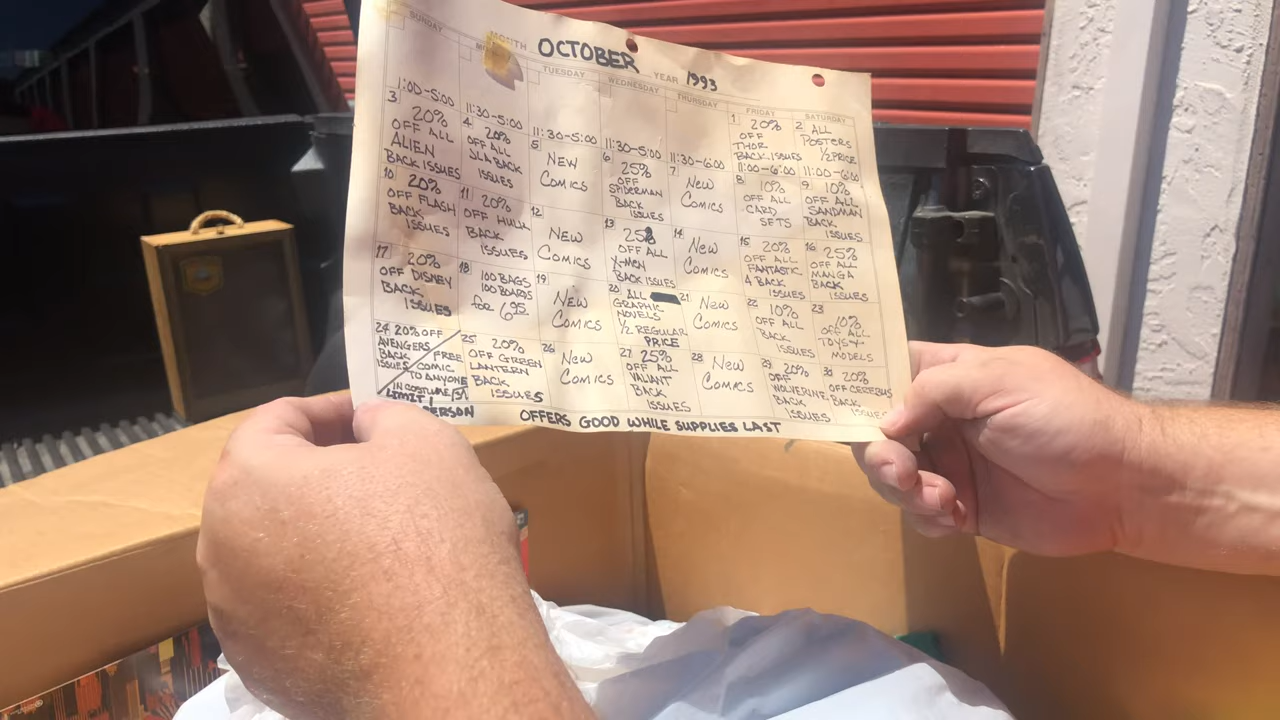 MONTH OCTOBER YEAR 1993
SUNDAY
TUESDAY
WEDNESDAY
THURSDAY
FRIDAY
SATURDAY
11:00-5:00
11:30-5:00
11:30-5:00
11:30-5:00
11:30-6:00
1 20%
OFF
THOR
BACK ISSUES
11:00-6:00
2 ALL
POSTERS
1/2 PRICE
11:00-6:00
3 20%
OFF ALL
ALIEN
BACK ISSUES
4 20%
OFF ALL
JLA BACK
ISSUES
5 NEW
COMICS
6 25%
OFF
SPIDERMAN
BACK
ISSUES
7 NEW
COMICS
8 10%
OFF ALL
CARD
SETS
9 10%
OFF ALL
SANDMAN
BACK
ISSUES
10 20%
OFF FLASH
BACK
ISSUES
11 20%
OFF HULK
BACK
ISSUES
12 NEW
COMICS
13 25%
OFF ALL
X-MEN
BACK ISSUES
14 NEW
COMICS
15 20%
OFF ALL
FANTASTIC
4 BACK
ISSUES
16 25%
OFF ALL
MANGA
BACK
ISSUES
17 20%
OFF DISNEY
BACK
ISSUES
18 100 BAGS
100 BOARDS
for 6.95
19 NEW
COMICS
20 ALL
GRAPHIC
NOVELS
1/2 REGULAR
PRICE
21 NEW
COMICS
22 10%
OFF ALL
BACK
ISSUES
23 10%
OFF ALL
TOYS +
MODELS
24 20% OFF
AVENGERS
BACK
ISSUES
31 FREE
COMIC
TO ANYONE
IN COSTUME
LIMIT 1
PERSON
25 20%
OFF GREEN
LANTERN
BACK
ISSUES
26 NEW
COMICS
27 25%
OFF ALL
VALIANT
BACK
ISSUES
28 NEW
COMICS
29 20%
OFF
WOLVERINE
BACK
ISSUES
20%
OFF CEREBUS
BACK
ISSUES
OFFERS GOOD WHILE SUPPLIES LAST